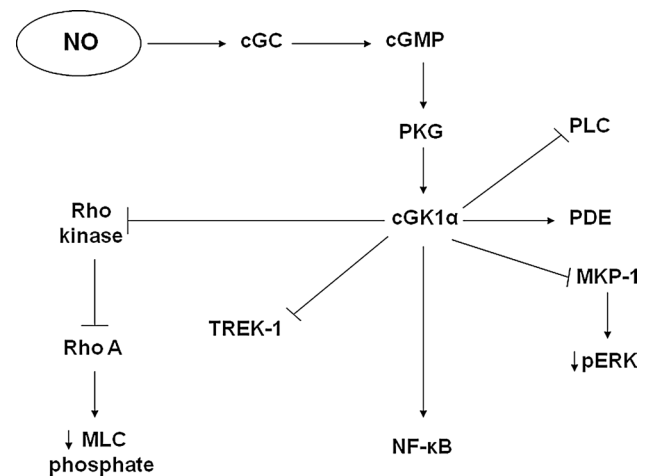 NO
cGC
cGMP
PKG
PLC
Rho
kinase
cGK1α
PDE
MKP-1
TREK-1
Rho A
↓pERK
↓ MLC
phosphate
NF-κB